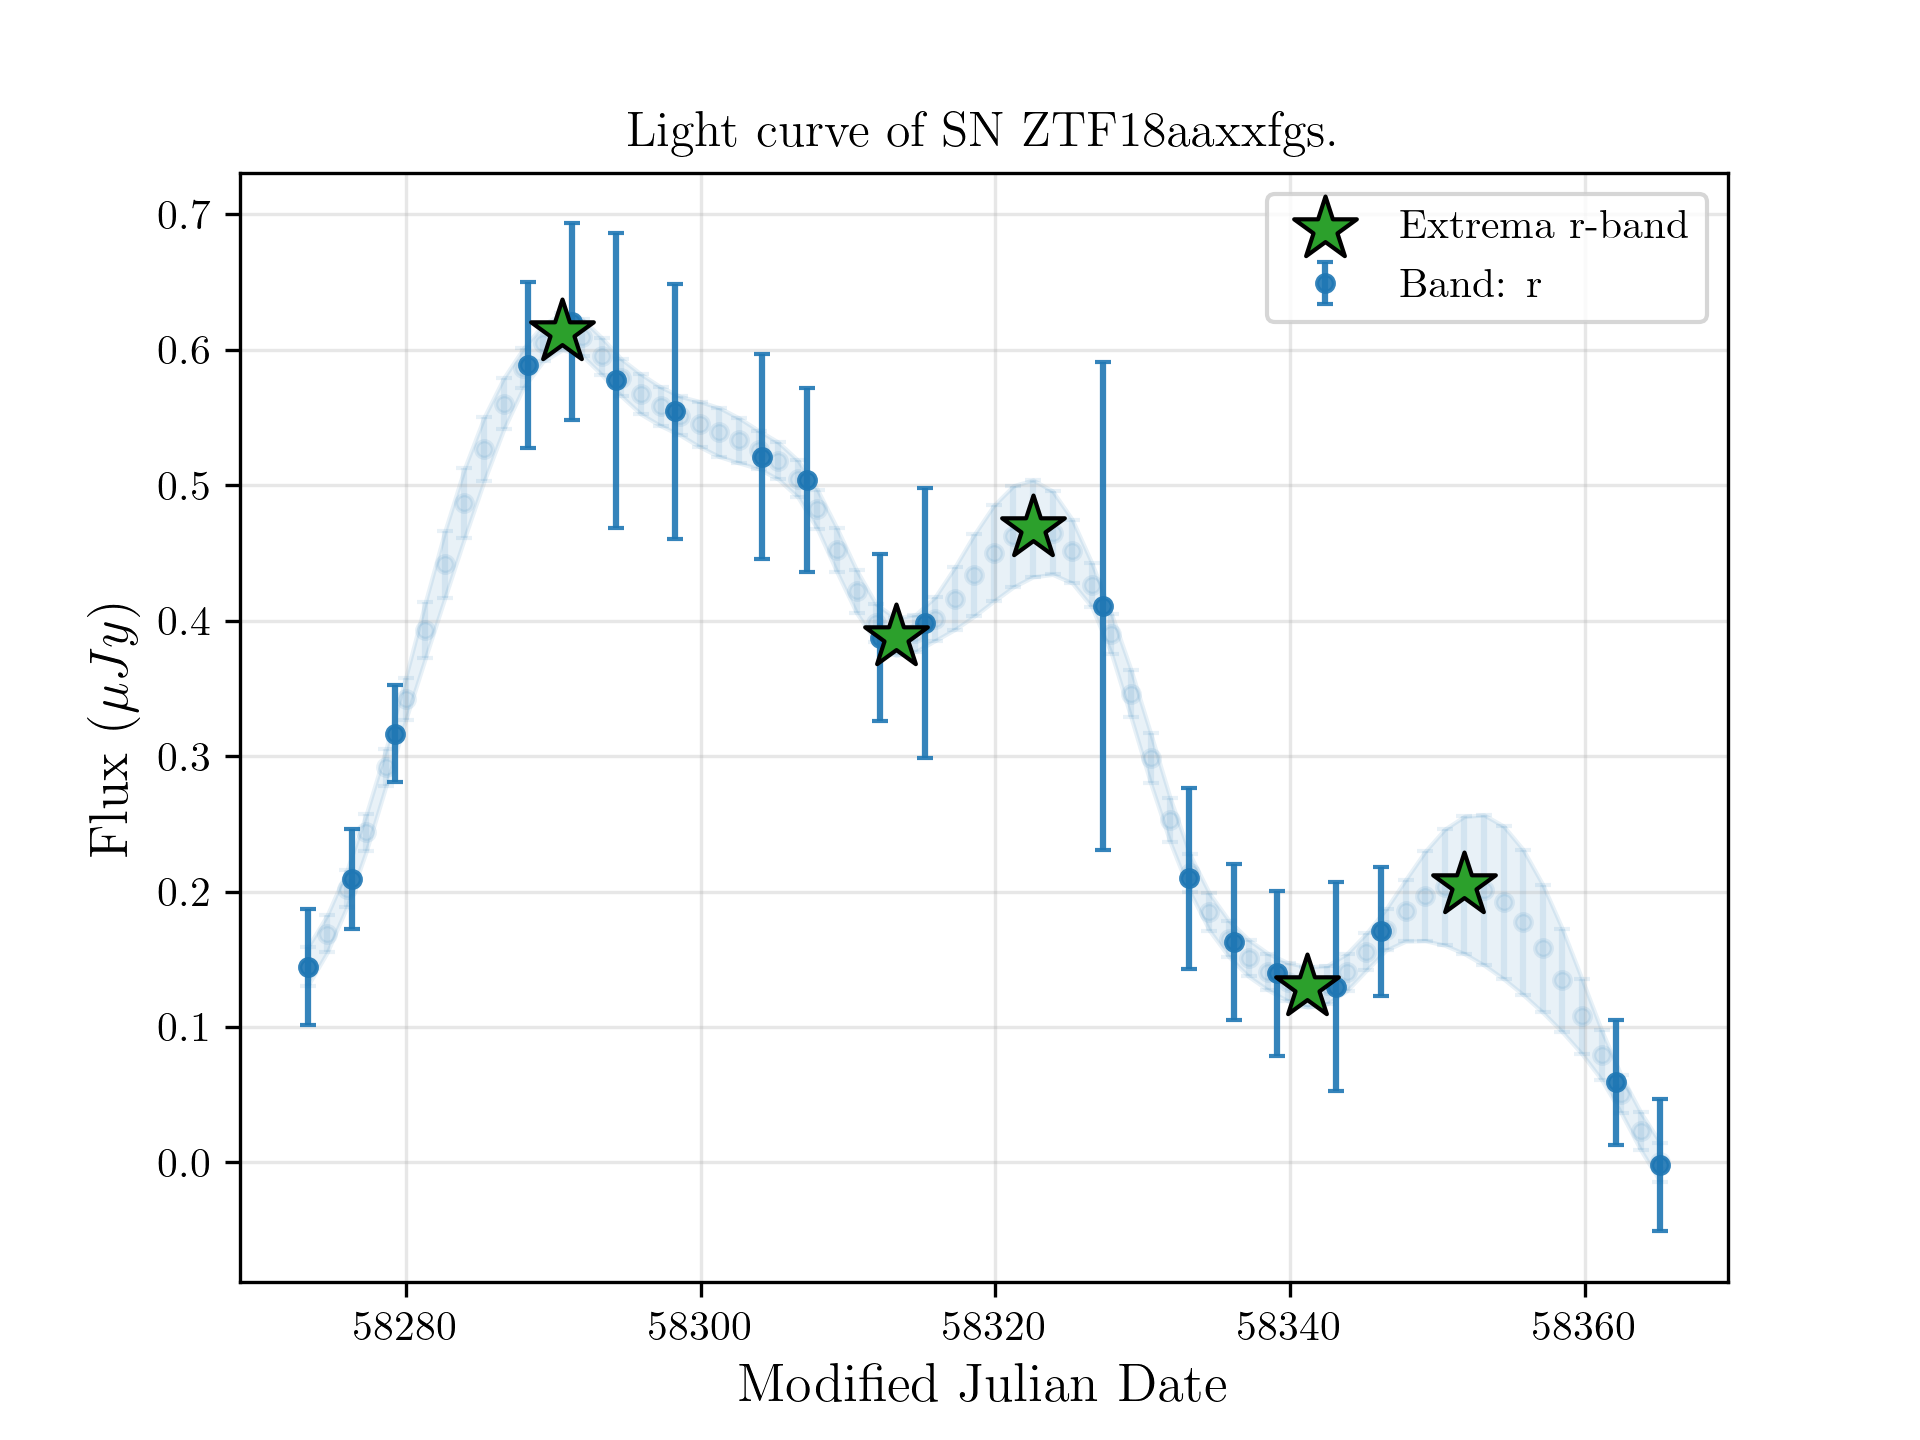 Light curve of SN ZTF18aaxxfgs.
Extrema r-band
Band: r
Flux (μJy)
0.7
0.6
0.5
0.4
0.3
0.2
0.1
0.0
58280 58300 58320 58340 58360
Modified Julian Date